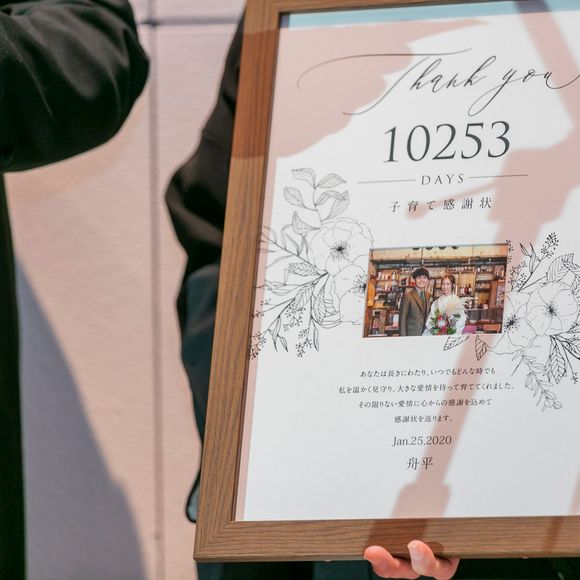 Thank you
10253
DAYS
子育て感謝状
あなたは長きにわたり、いつでもどんな時でも
私を温かく見守り、大きな愛情を持って育ててくれました。
その限りない愛情に心からの感謝を込めて
感謝状を送ります。
Jan.25,2020
舟平